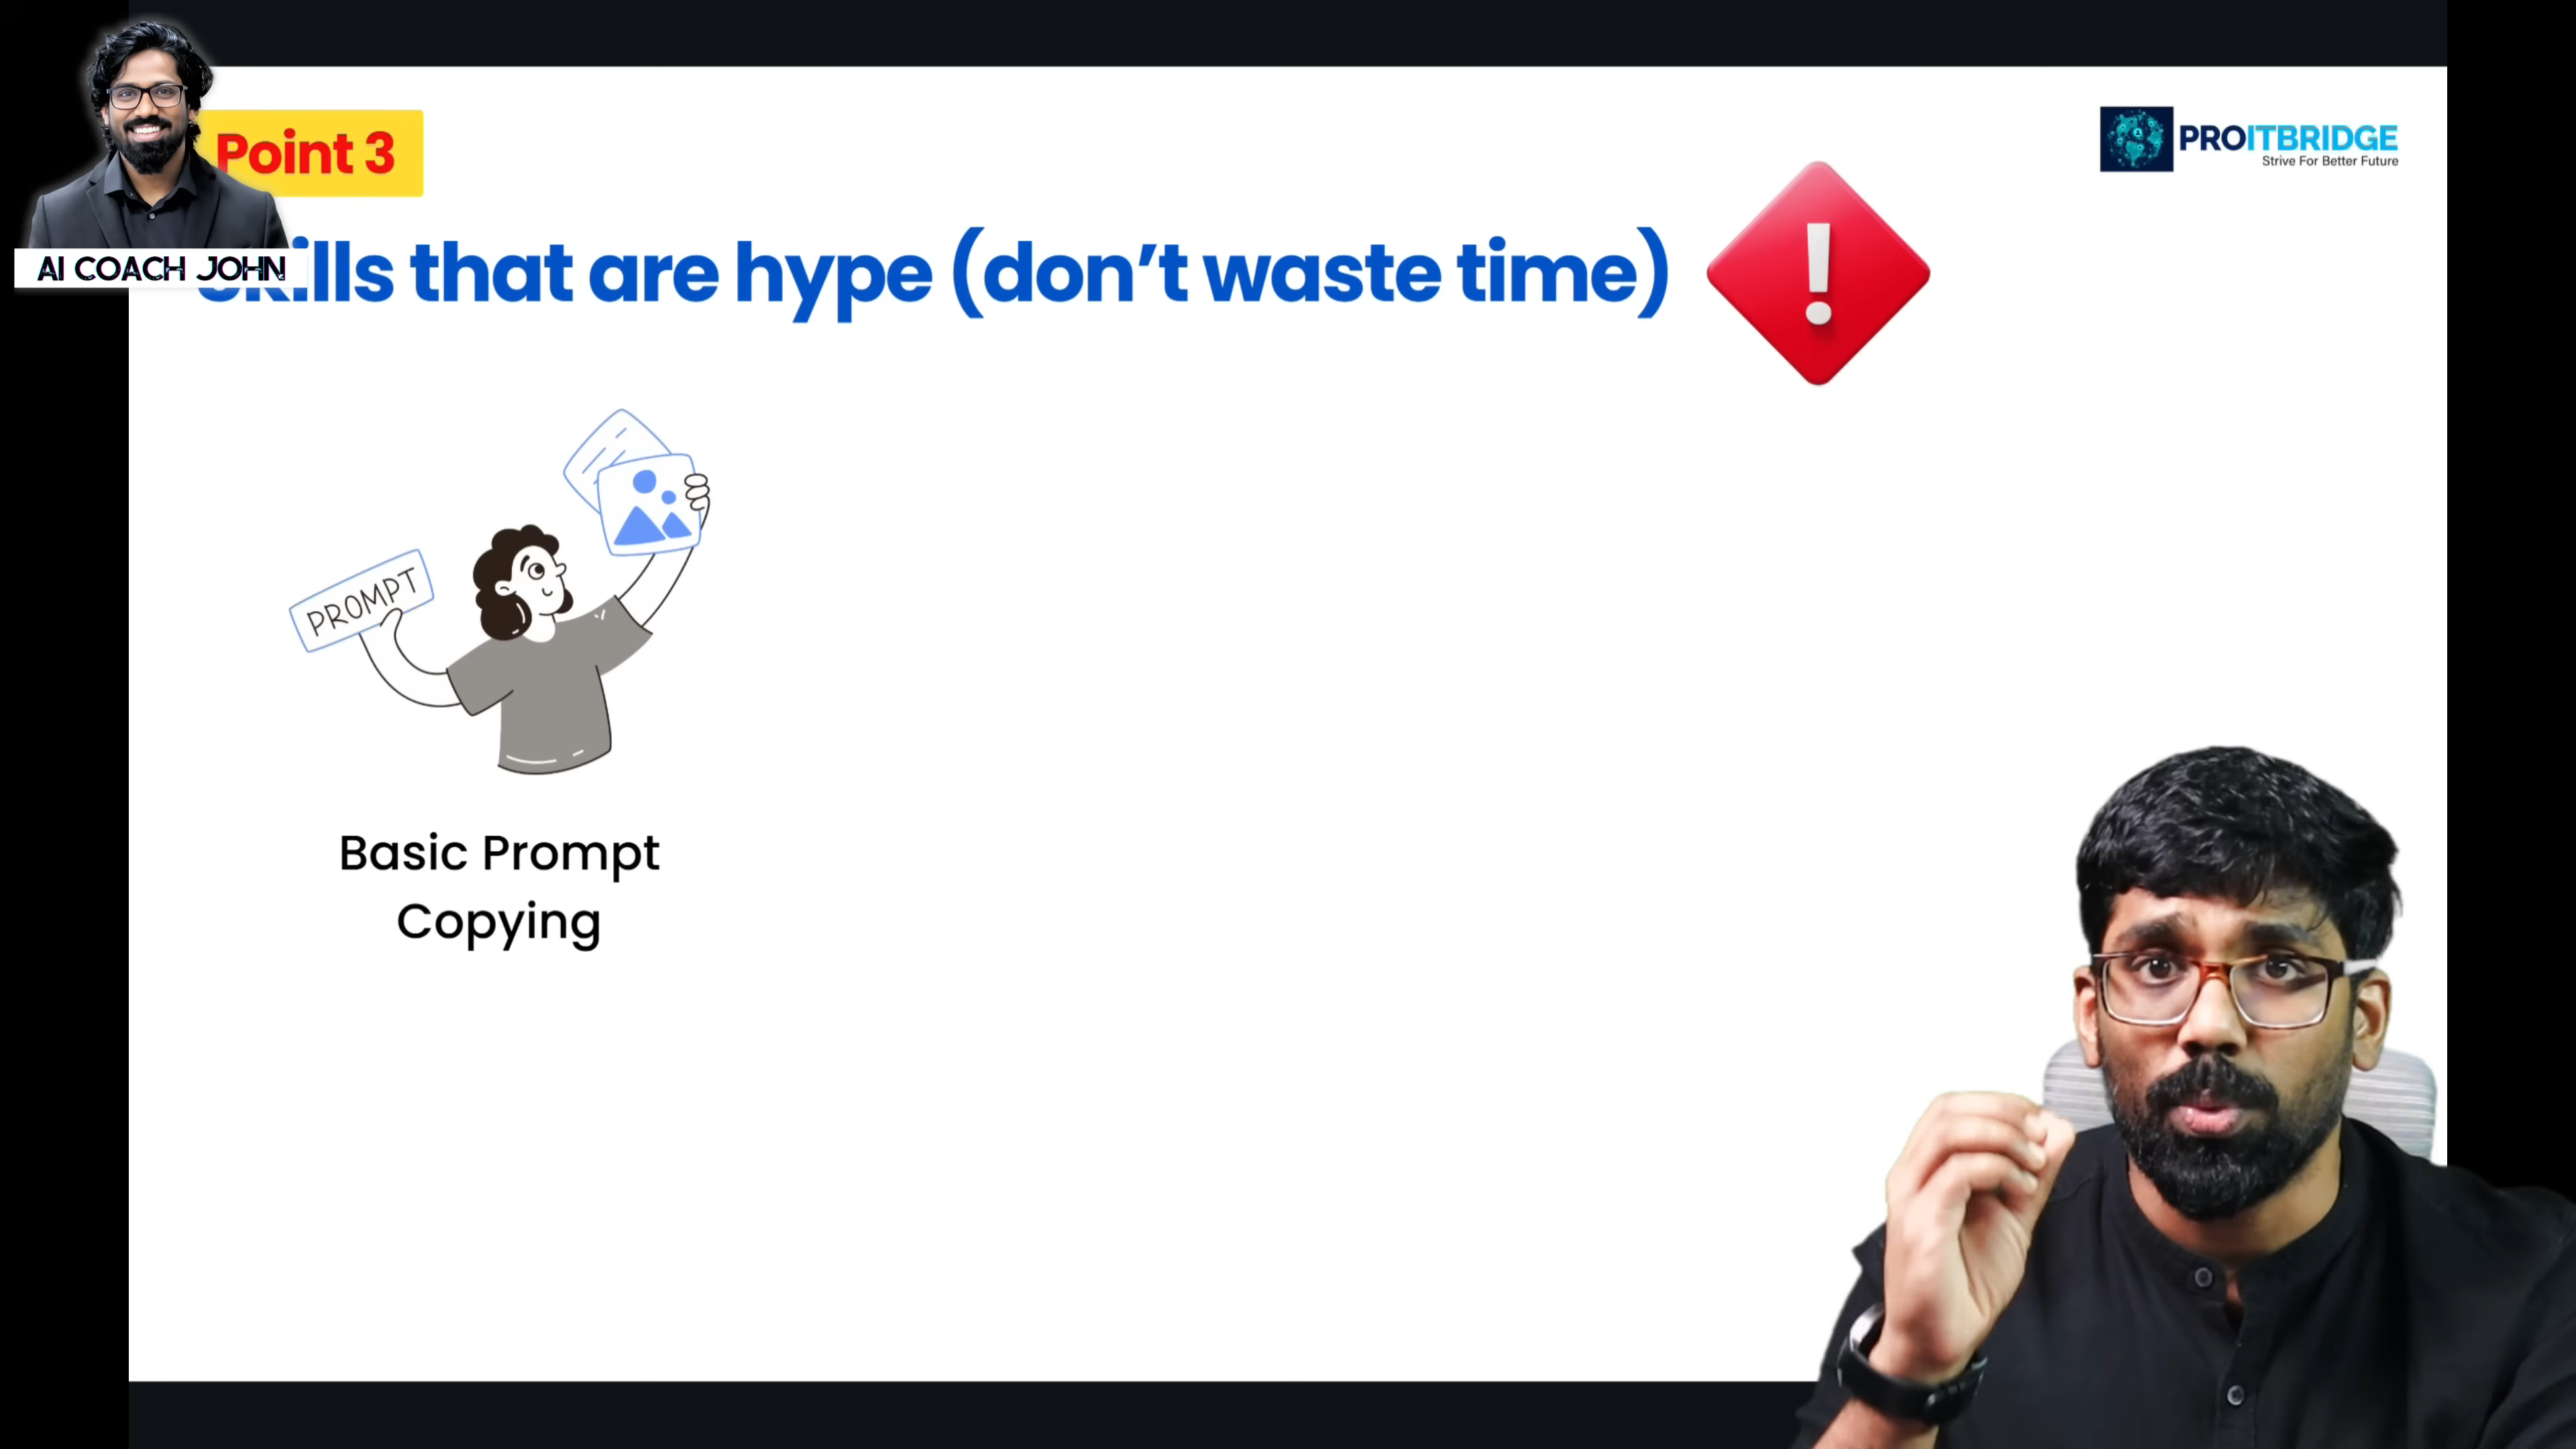 Point 3
PROITBRIDGE
Strive For Better Future
AI COACH JOHN
Skills that are hype (don’t waste time)
PROMPT
Basic Prompt
Copying